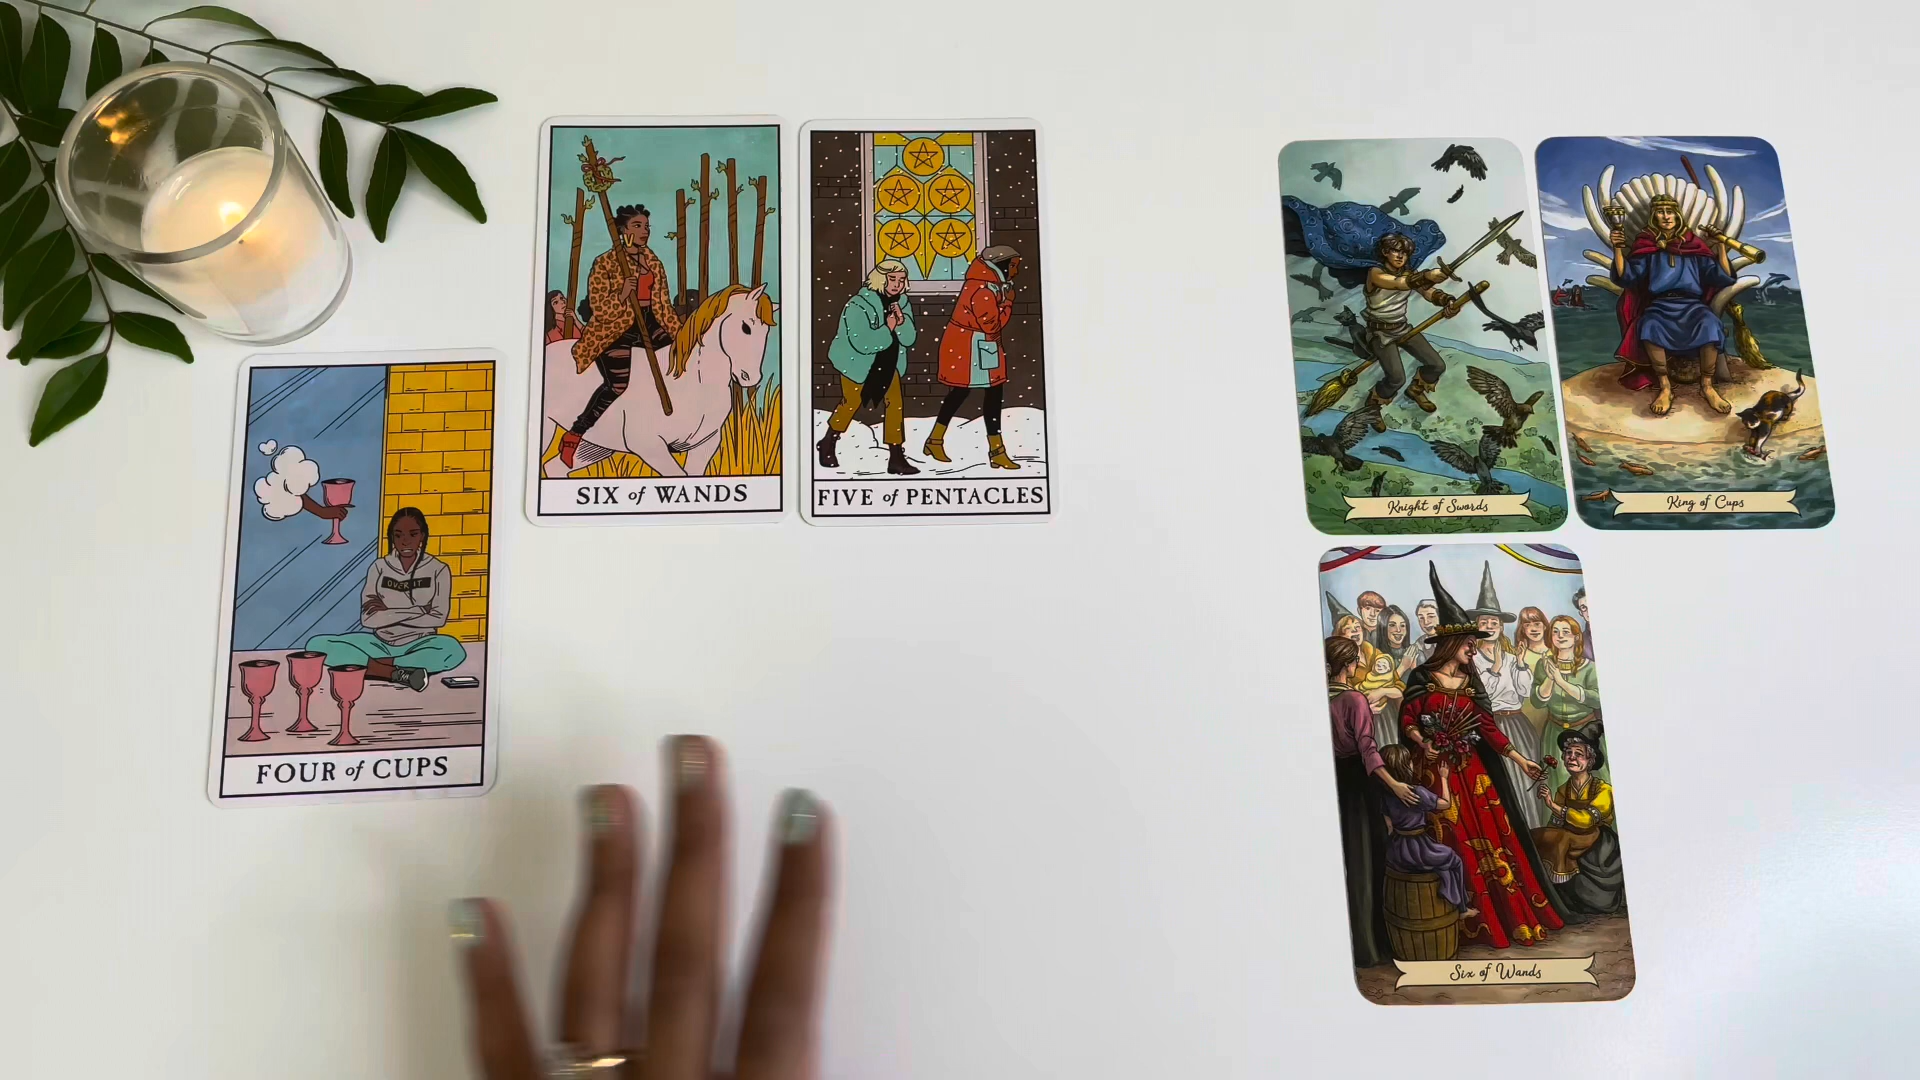 SIX of WANDS
FIVE of PENTACLES
OVER IT
FOUR of CUPS
Knight of Swords
King of Cups
Six of Wands